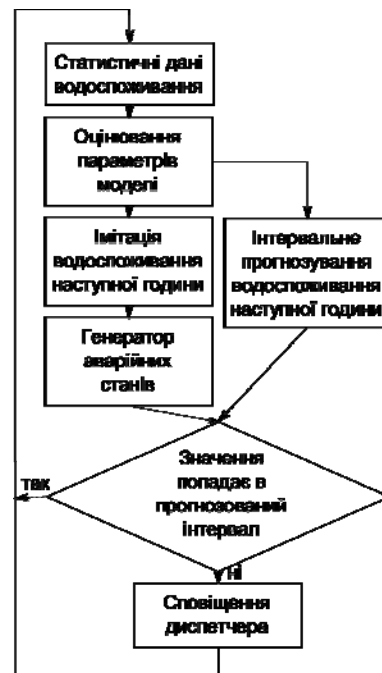 Статистичні дані
водоспоживання
Оцінювання
параметрів
моделі
Імітація
водоспоживання
наступної години
Інтервальне
прогнозування
водоспоживання
наступної години
Генератор
аварійних
станів
Значення
попадає в
прогнозований
інтервал
так
ні
Сповіщення
диспетчера